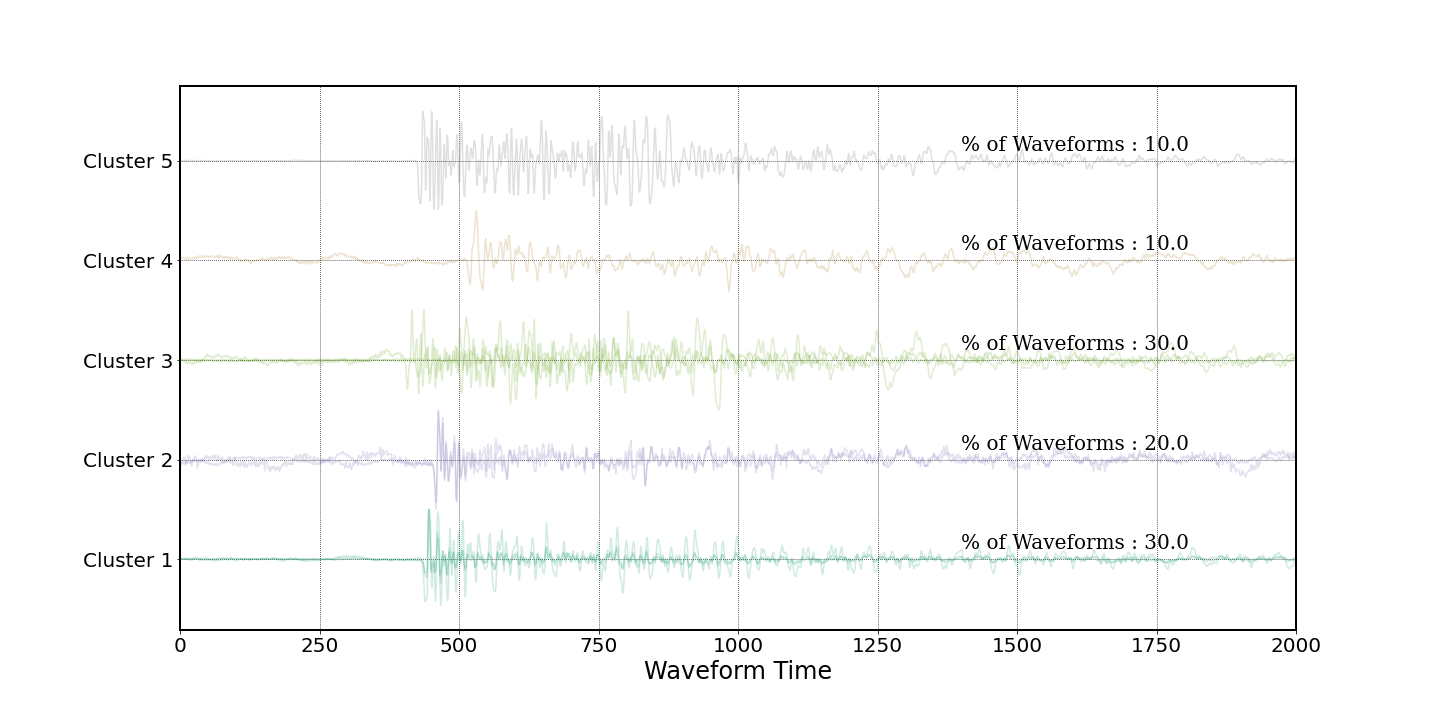 Cluster 5
% of Waveforms : 10.0
Cluster 4
% of Waveforms : 10.0
Cluster 3
% of Waveforms : 30.0
Cluster 2
% of Waveforms : 20.0
Cluster 1
% of Waveforms : 30.0
0 250 500 750 1000 1250 1500 1750 2000
Waveform Time